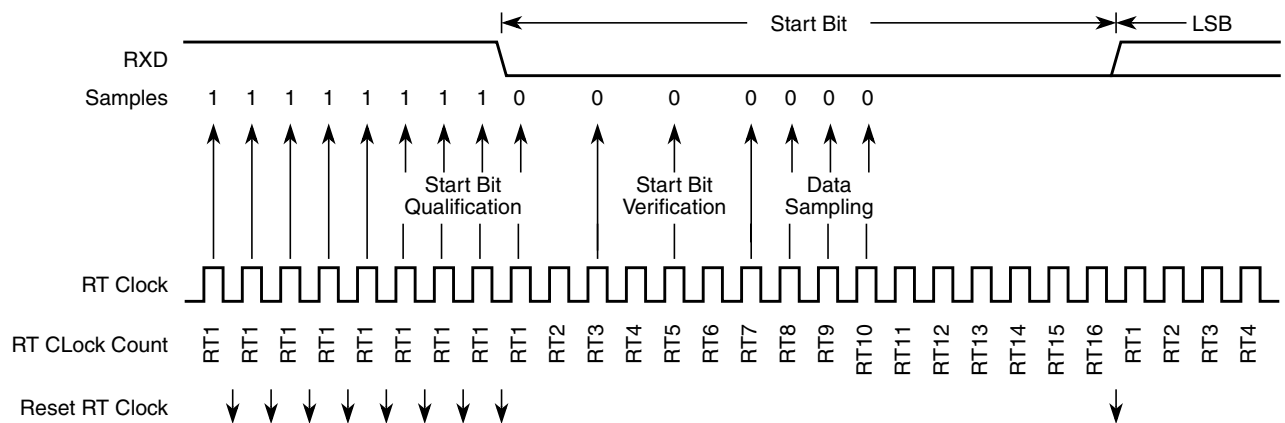 Start Bit LSB
RXD
Samples 1 1 1 1 1 1 1 1 0 0 0 0 0 0 0
Start Bit Qualification
Start Bit Verification
Data Sampling
RT Clock
RT CLock Count RT1 RT1 RT1 RT1 RT1 RT1 RT1 RT1 RT1 RT2 RT3 RT4 RT5 RT6 RT7 RT8 RT9 RT10 RT11 RT12 RT13 RT14 RT15 RT16 RT1 RT2 RT3 RT4
Reset RT Clock